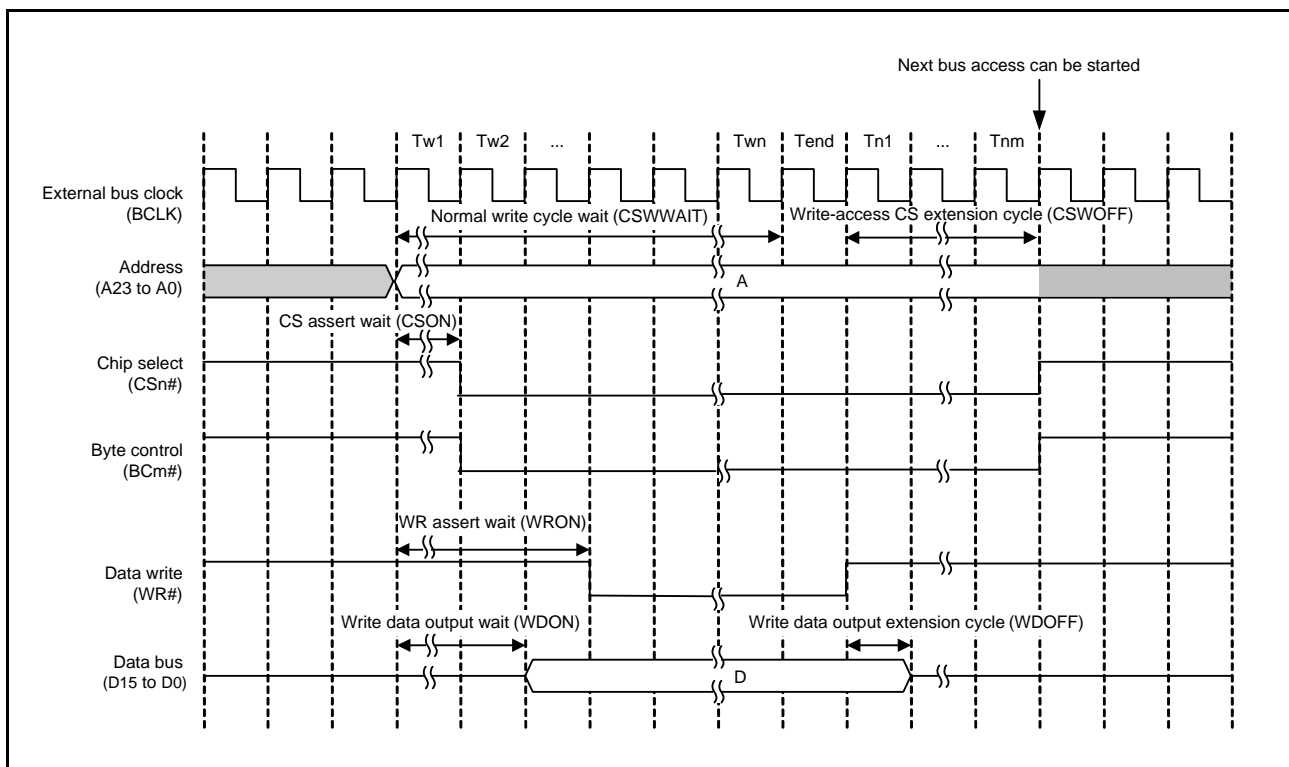 Next bus access can be started
Tw1 Tw2 ... Twn Tend Tn1 ... Tnm
External bus clock
(BCLK)
Normal write cycle wait (CSWWAIT) Write-access CS extension cycle (CSWOFF)
Address
(A23 to A0)
A
CS assert wait (CSON)
Chip select
(CSn#)
Byte control
(BCm#)
WR assert wait (WRON)
Data write
(WR#)
Write data output wait (WDON) Write data output extension cycle (WDOFF)
Data bus
(D15 to D0)
D